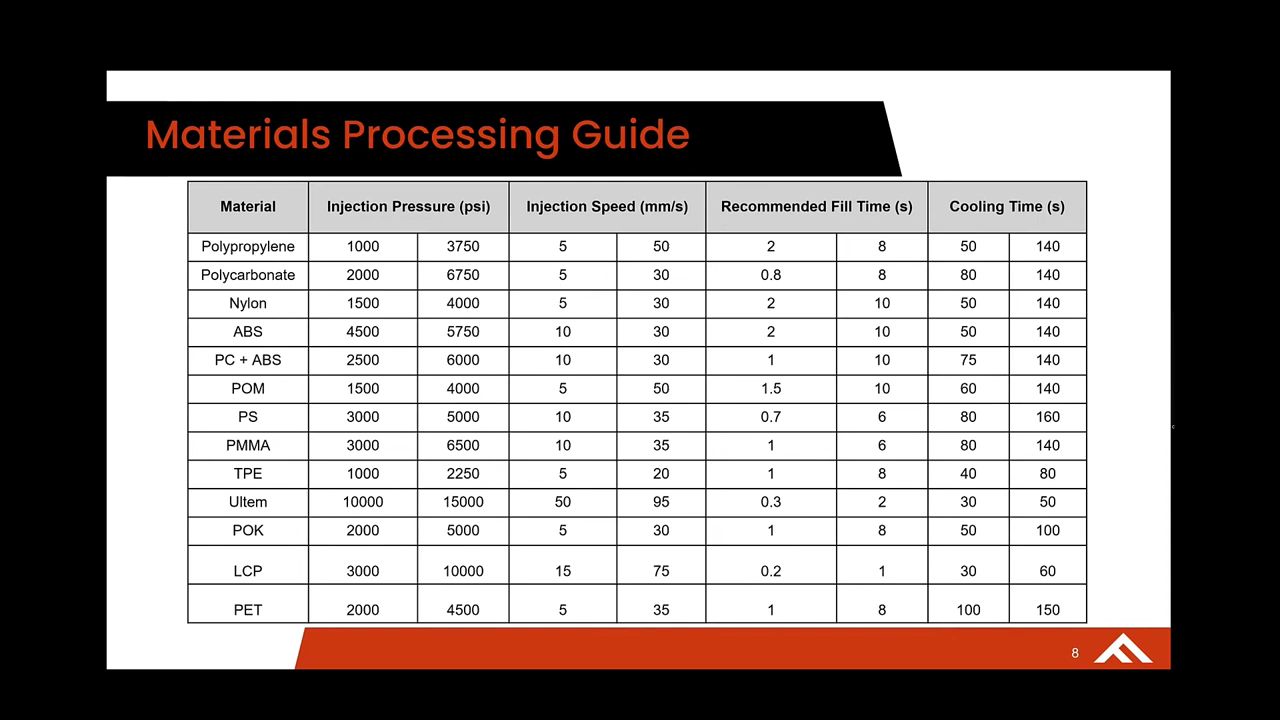 Materials Processing Guide
Material Injection Pressure (psi) Injection Speed (mm/s) Recommended Fill Time (s) Cooling Time (s)
Polypropylene 1000 3750 5 50 2 8 50 140
Polycarbonate 2000 6750 5 30 0.8 8 80 140
Nylon 1500 4000 5 30 2 10 50 140
ABS 4500 5750 10 30 2 10 50 140
PC + ABS 2500 6000 10 30 1 10 75 140
POM 1500 4000 5 50 1.5 10 60 140
PS 3000 5000 10 35 0.7 6 80 160
PMMA 3000 6500 10 35 1 6 80 140
TPE 1000 2250 5 20 1 8 40 80
Ultem 10000 15000 50 95 0.3 2 30 50
POK 2000 5000 5 30 1 8 50 100
LCP 3000 10000 15 75 0.2 1 30 60
PET 2000 4500 5 35 1 8 100 150
8